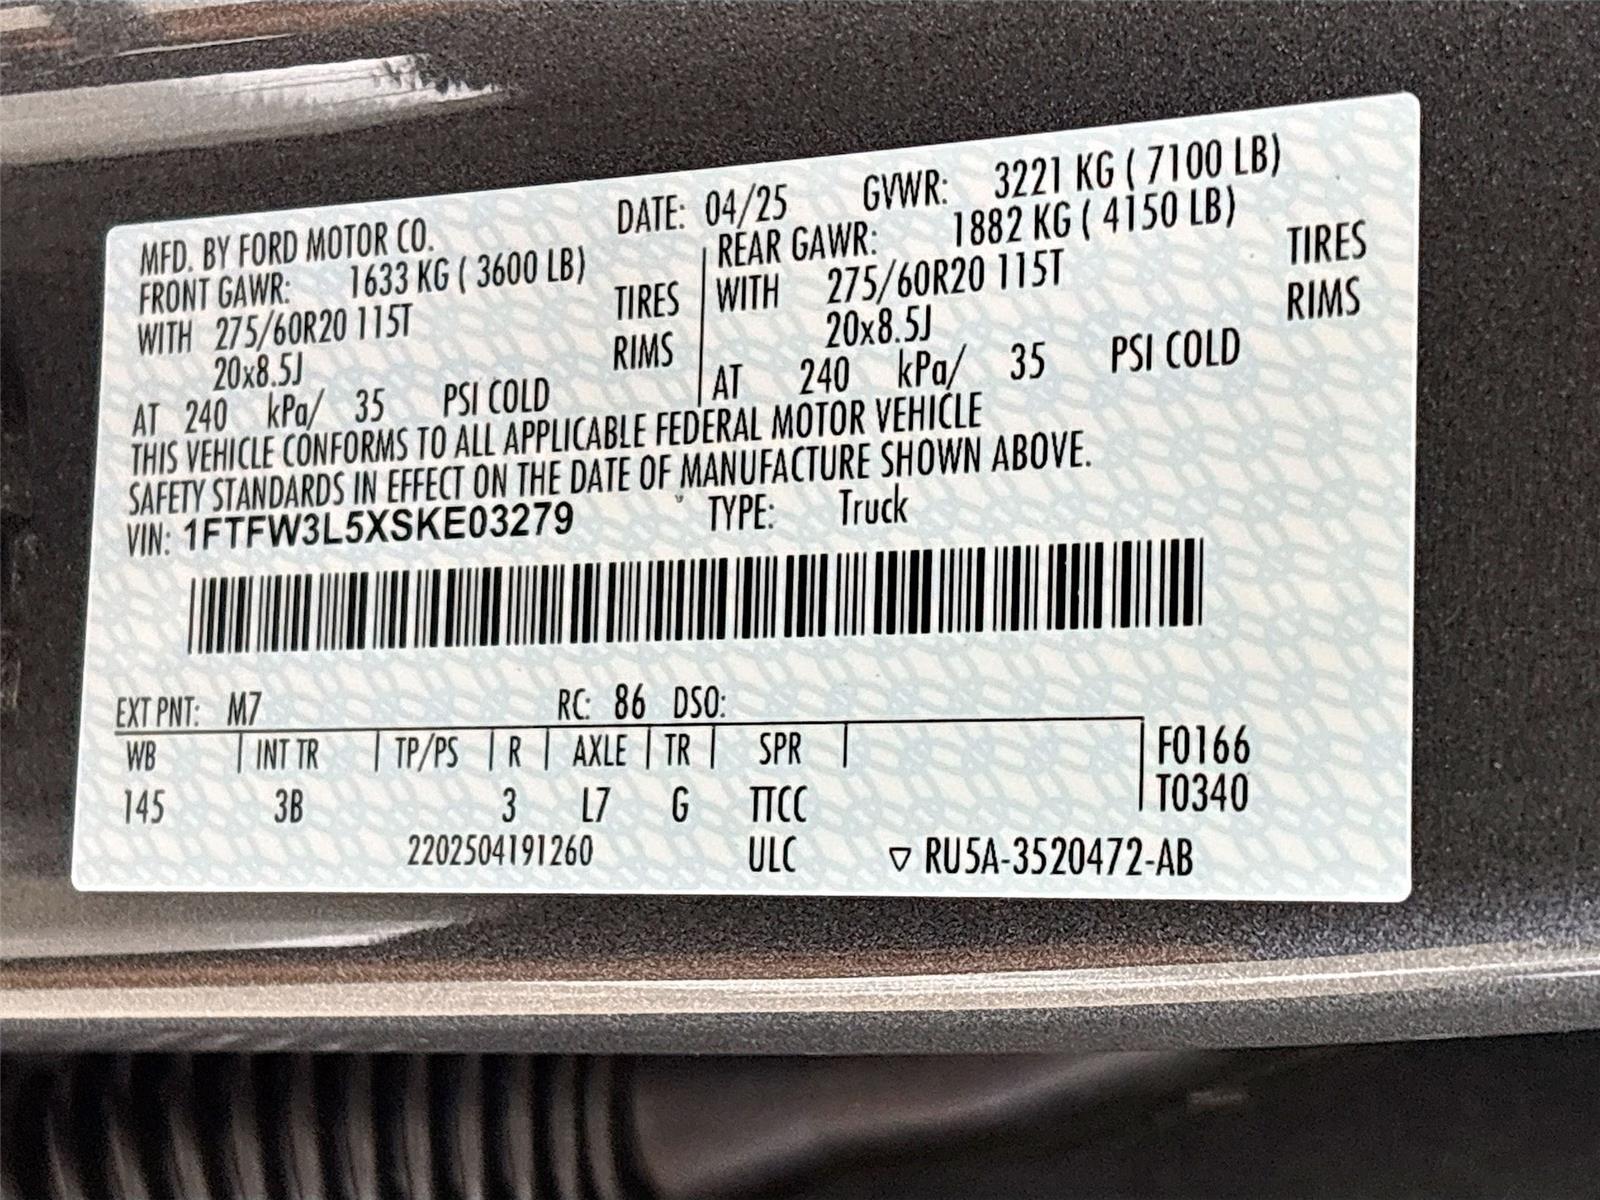 MFD. BY FORD MOTOR CO. DATE: 04/25 GVWR: 3221 KG ( 7100 LB)
FRONT GAWR: 1633 KG ( 3600 LB) REAR GAWR: 1882 KG ( 4150 LB)
WITH 275/60R20 115T TIRES WITH 275/60R20 115T TIRES
20x8.5J RIMS 20x8.5J RIMS
AT 240 kPa/ 35 PSI COLD AT 240 kPa/ 35 PSI COLD
THIS VEHICLE CONFORMS TO ALL APPLICABLE FEDERAL MOTOR VEHICLE
SAFETY STANDARDS IN EFFECT ON THE DATE OF MANUFACTURE SHOWN ABOVE.
VIN: 1FTFW3L5XSKE03279 TYPE: Truck
EXT PNT: M7 RC: 86 DSO:
WB INT TR TP/PS R AXLE TR SPR F0166
145 3B 3 L7 G TTCC T0340
2202504191260 ULC ▽ RU5A-3520472-AB